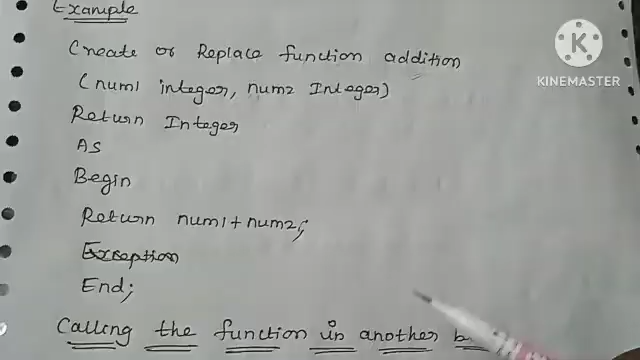 Example
Create or Replace function addition
(num1 integer, num2 Integer)
Return Integer
As
Begin
Return num1 + num2;
Exception
End;
Calling the function in another
K
KINEMASTER